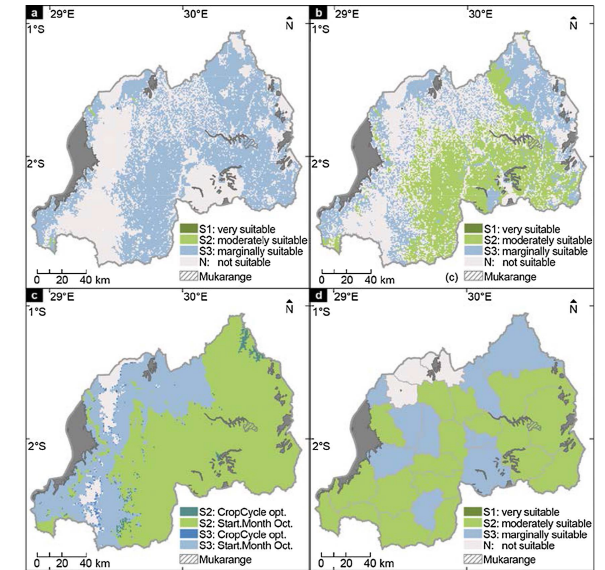 a
29°E
30°E
N
1°S
2°S
S1: very suitable
S2: moderately suitable
S3: marginally suitable
N: not suitable
Mukarange
0 20 40 km
b
29°E
30°E
N
1°S
2°S
S1: very suitable
S2: moderately suitable
S3: marginally suitable
N: not suitable
(c) Mukarange
0 20 40 km
c
29°E
30°E
N
1°S
2°S
S2: CropCycle opt.
S2: Start.Month Oct.
S3: CropCycle opt.
S3: Start.Month Oct.
Mukarange
0 20 40 km
d
29°E
30°E
N
1°S
2°S
S1: very suitable
S2: moderately suitable
S3: marginally suitable
N: not suitable
Mukarange
0 20 40 km